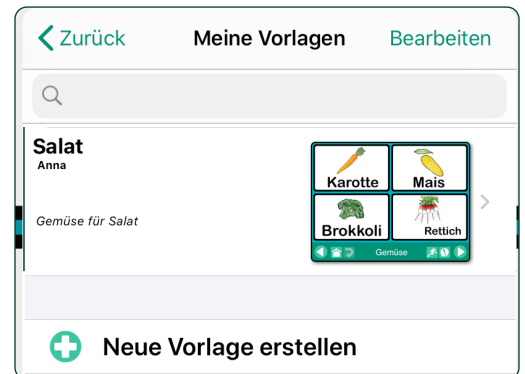 Zurück Meine Vorlagen Bearbeiten
Salat
Anna
Gemüse für Salat
Karotte Mais
Brokkoli Rettich
Gemüse
Neue Vorlage erstellen